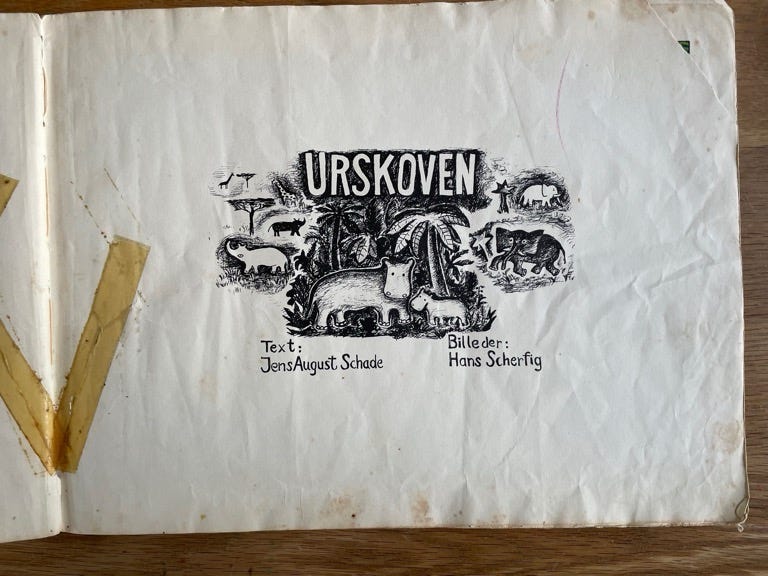 URSKOVEN
Text:
Jens August Schade
Billeder:
Hans Scherfig